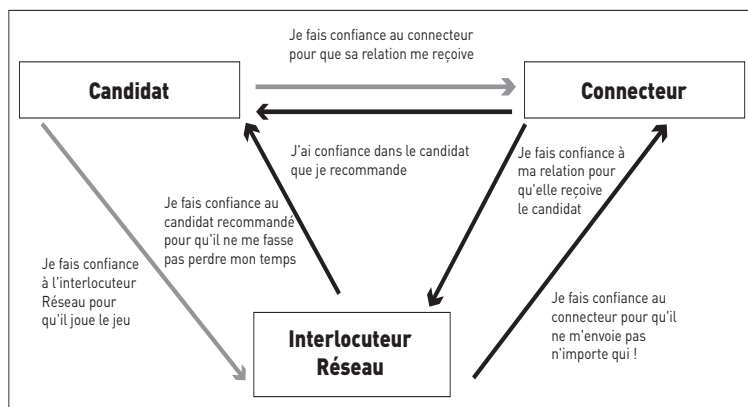 Je fais confiance au connecteur
pour que sa relation me reçoive
Candidat
Connecteur
J'ai confiance dans le candidat
que je recommande
Je fais confiance à
ma relation pour
qu'elle reçoive
le candidat
Je fais confiance au
candidat recommandé
pour qu'il ne me fasse
pas perdre mon temps
Je fais confiance
à l'interlocuteur
Réseau pour
qu'il joue le jeu
Je fais confiance au
connecteur pour qu'il
ne m'envoie pas
n'importe qui !
Interlocuteur
Réseau